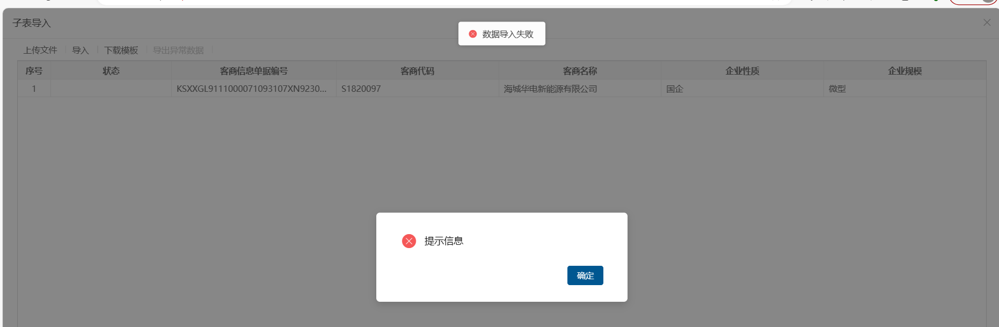 子表导入
数据导入失败
上传文件 导入 下载模板 导出异常数据
序号 状态 客商信息单据编号 客商代码 客商名称 企业性质 企业规模
1 KSXXGL9111000071093107XN9230... S1820097 海城华电新能源有限公司 国企 微型
提示信息
确定